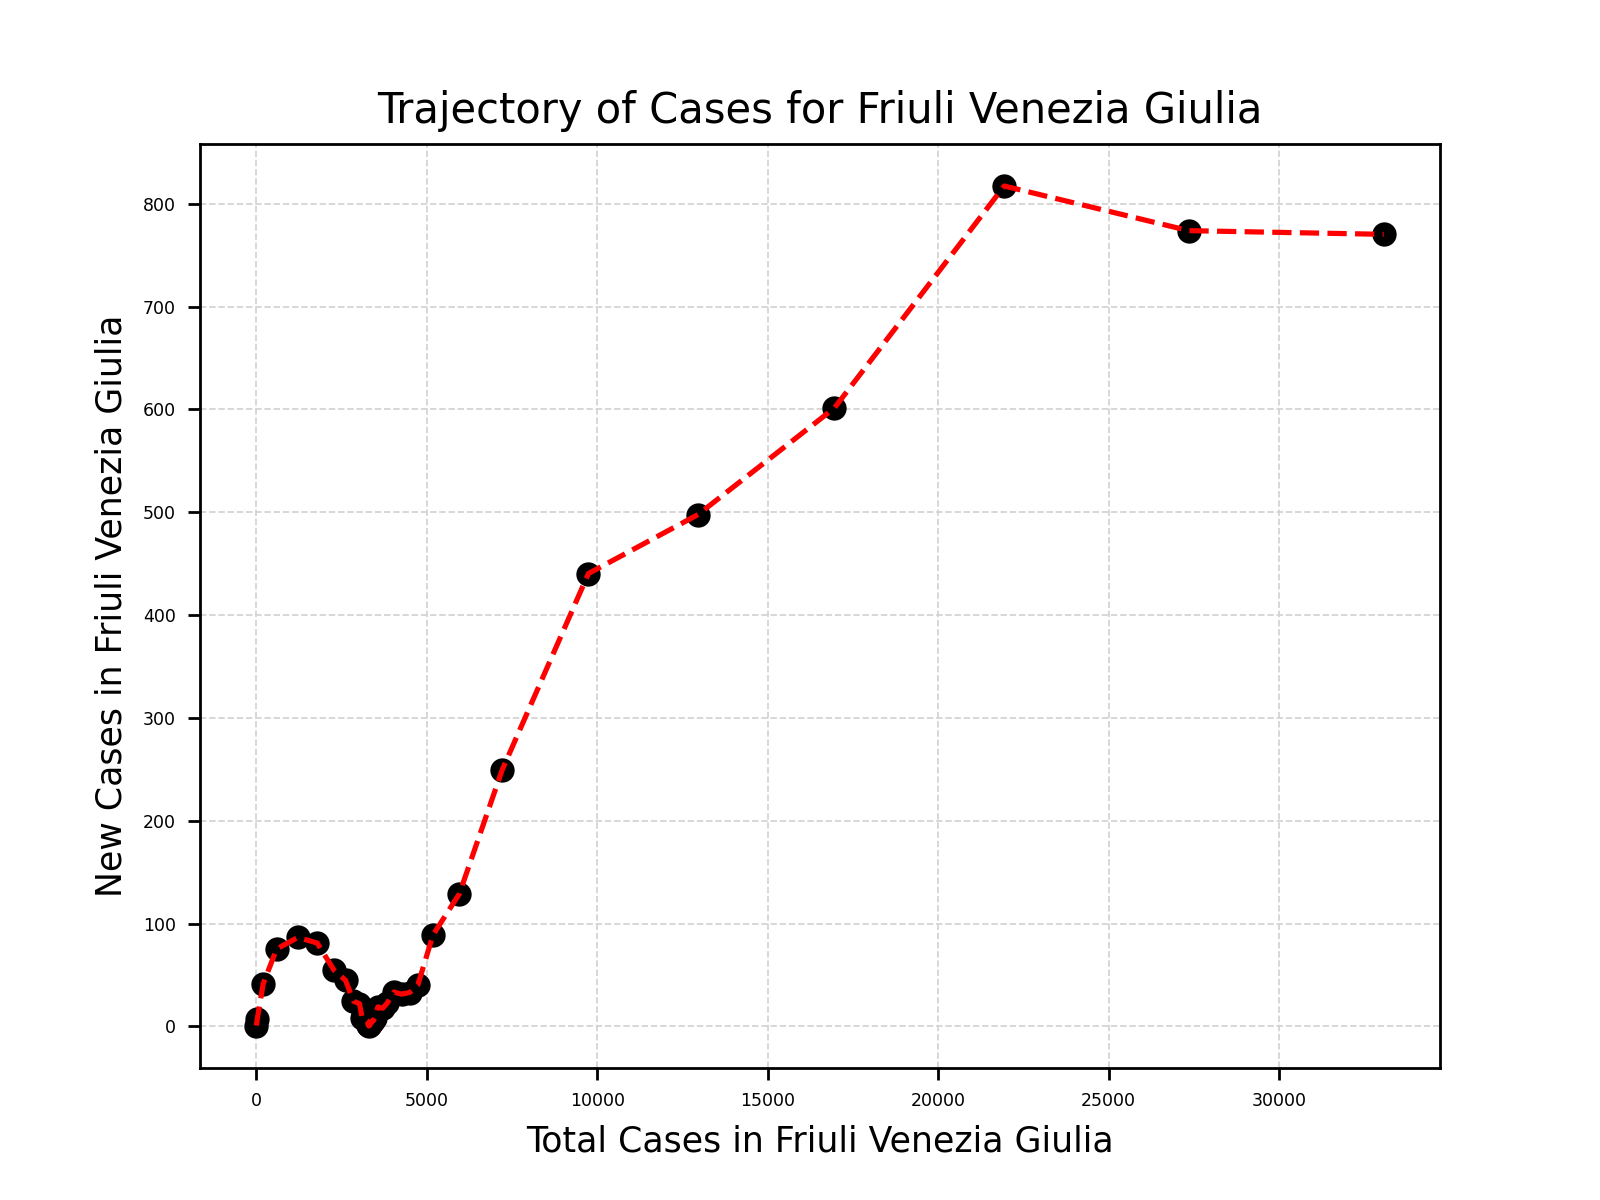 Trajectory of Cases for Friuli Venezia Giulia
New Cases in Friuli Venezia Giulia
800
700
600
500
400
300
200
100
0
0 5000 10000 15000 20000 25000 30000
Total Cases in Friuli Venezia Giulia